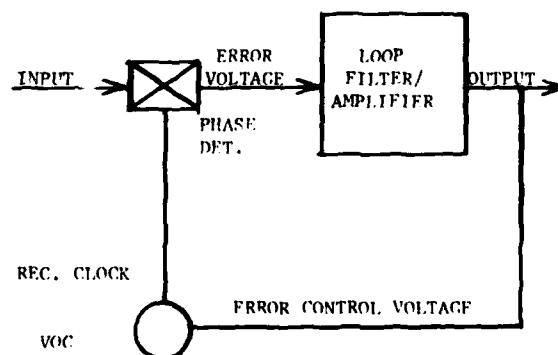 INPUT
ERROR
VOLTAGE
LOOP
FILTER/
AMPLIFIER
OUTPUT
PHASE
DET.
REC. CLOCK
ERROR CONTROL VOLTAGE
VOC